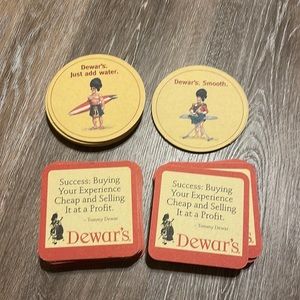 Dewar's.
Just add water.
Dewar's. Smooth.
Success: Buying
Your Experience
Cheap and Selling
It at a Profit.
– Tommy Dewar
Dewar's
Success: Buying
Your Experience
Cheap and Selling
It at a Profit.
– Tommy Dewar
Dewar's